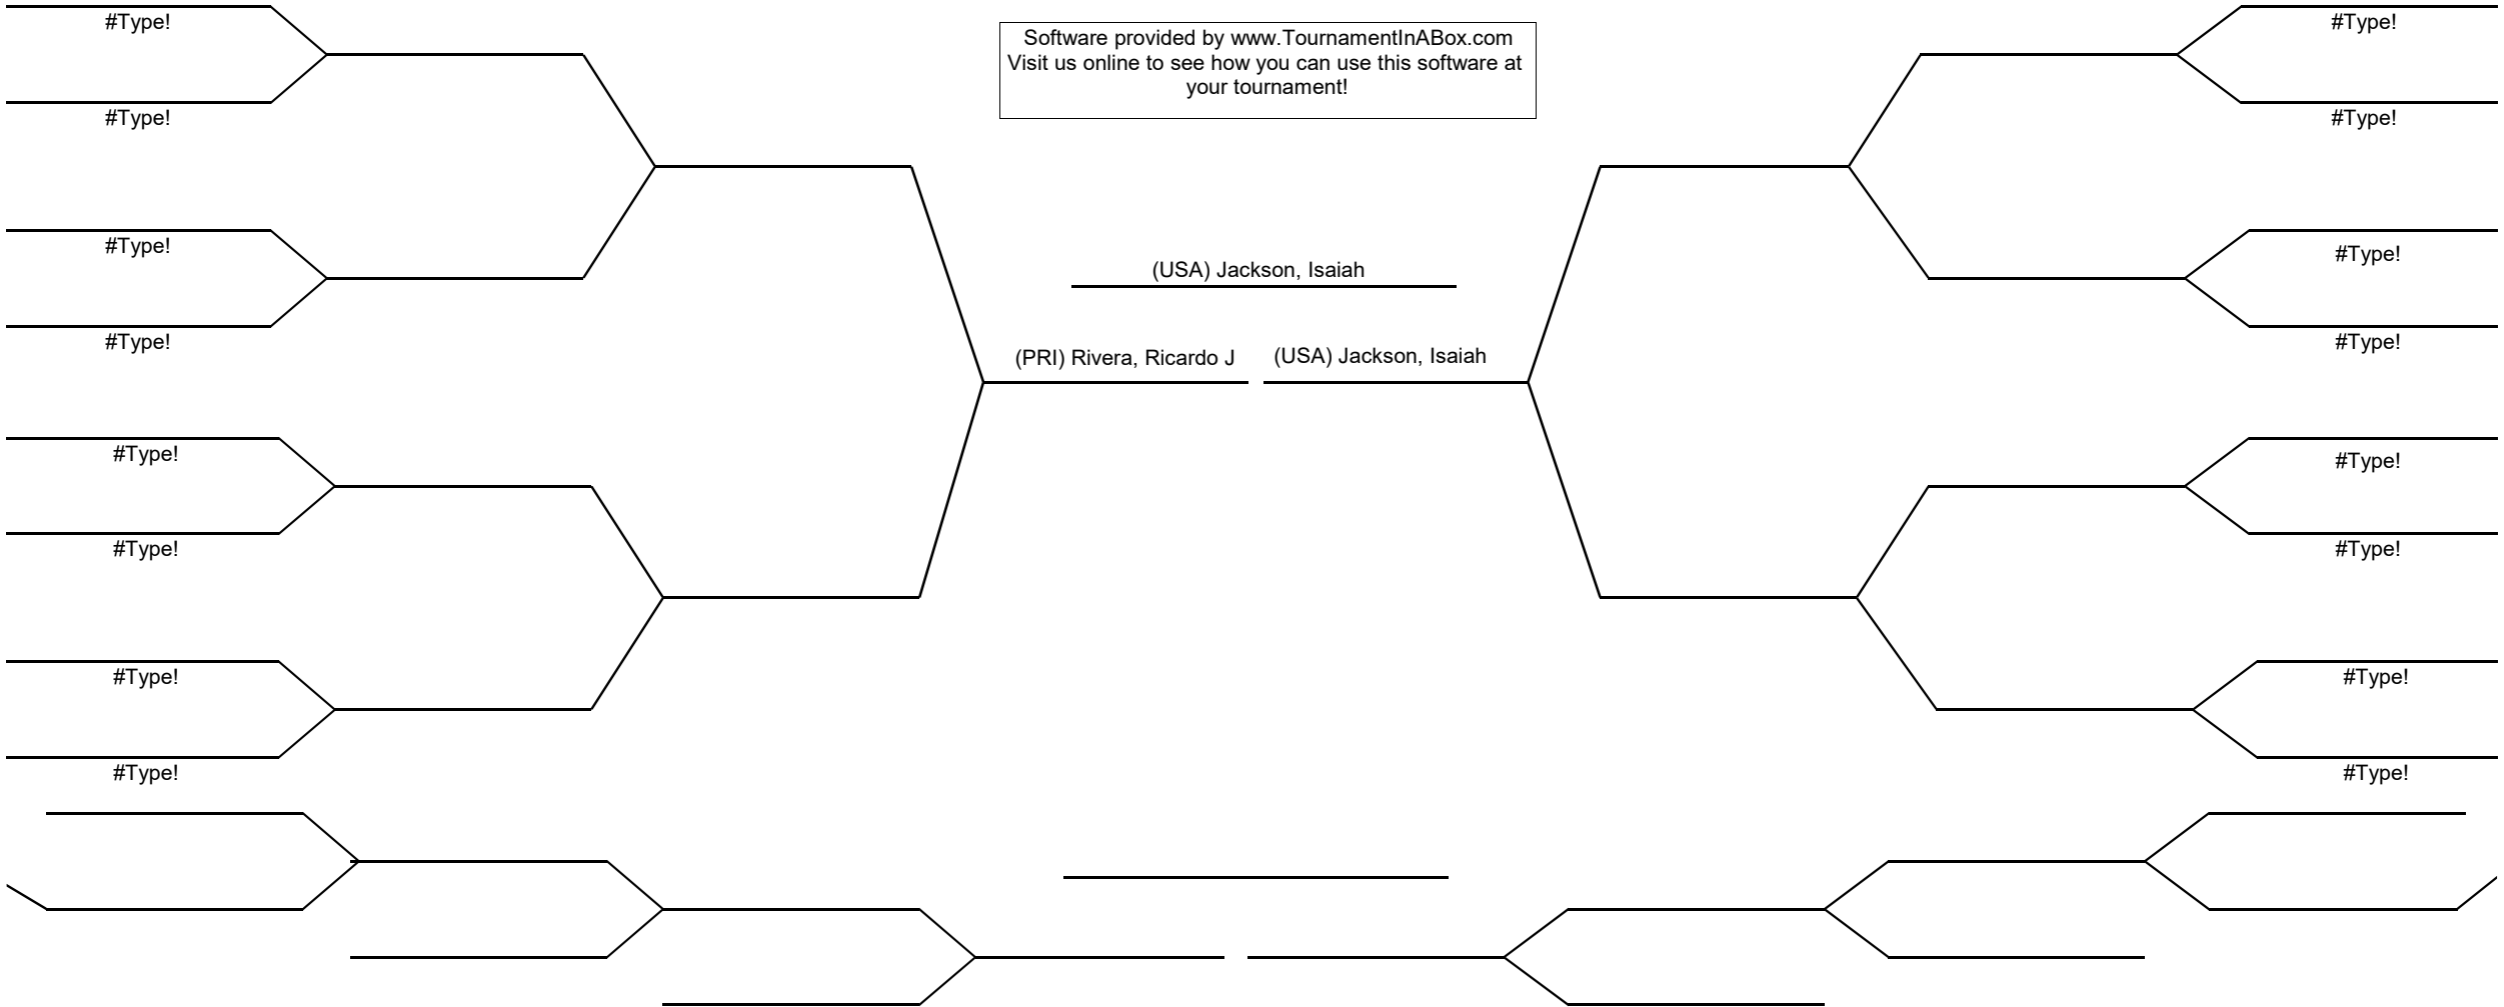 #Type!
#Type!
Software provided by www.TournamentInABox.com
Visit us online to see how you can use this software at
your tournament!
#Type!
#Type!
#Type!
#Type!
(USA) Jackson, Isaiah
#Type!
#Type!
(PRI) Rivera, Ricardo J
(USA) Jackson, Isaiah
#Type!
#Type!
#Type!
#Type!
#Type!
#Type!
#Type!
#Type!